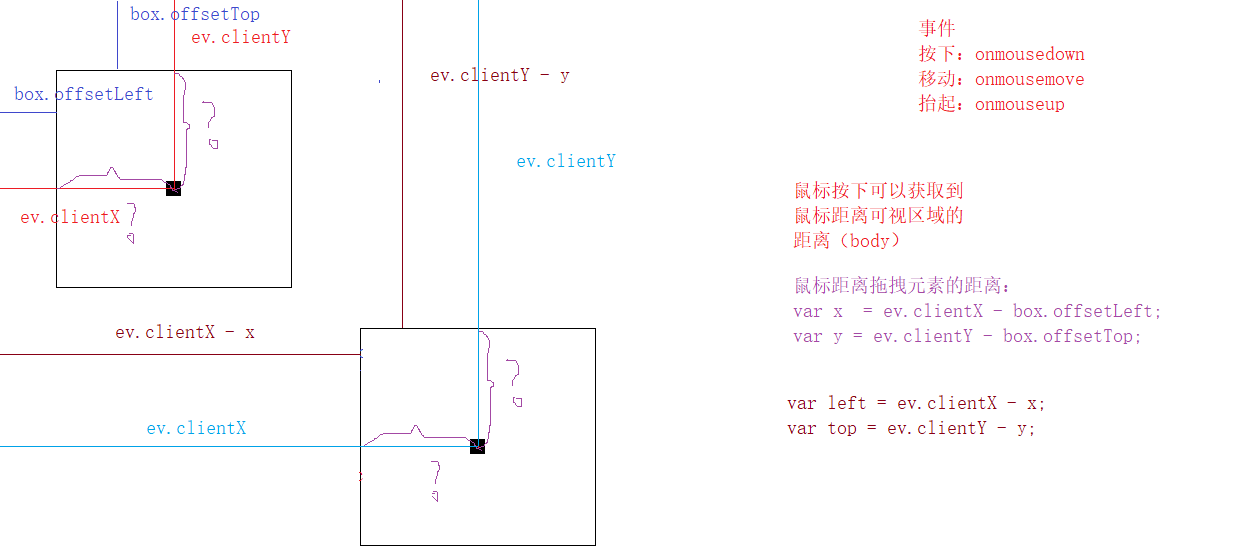 box.offsetTop
ev.clientY
box.offsetLeft
ev.clientX
?
?
ev.clientY - y
ev.clientY
ev.clientX - x
ev.clientX
?
?
事件
按下：onmousedown
移动：onmousemove
抬起：onmouseup
鼠标按下可以获取到
鼠标距离可视区域的
距离（body）
鼠标距离拖拽元素的距离：
var x  = ev.clientX - box.offsetLeft;
var y = ev.clientY - box.offsetTop;
var left = ev.clientX - x;
var top = ev.clientY - y;